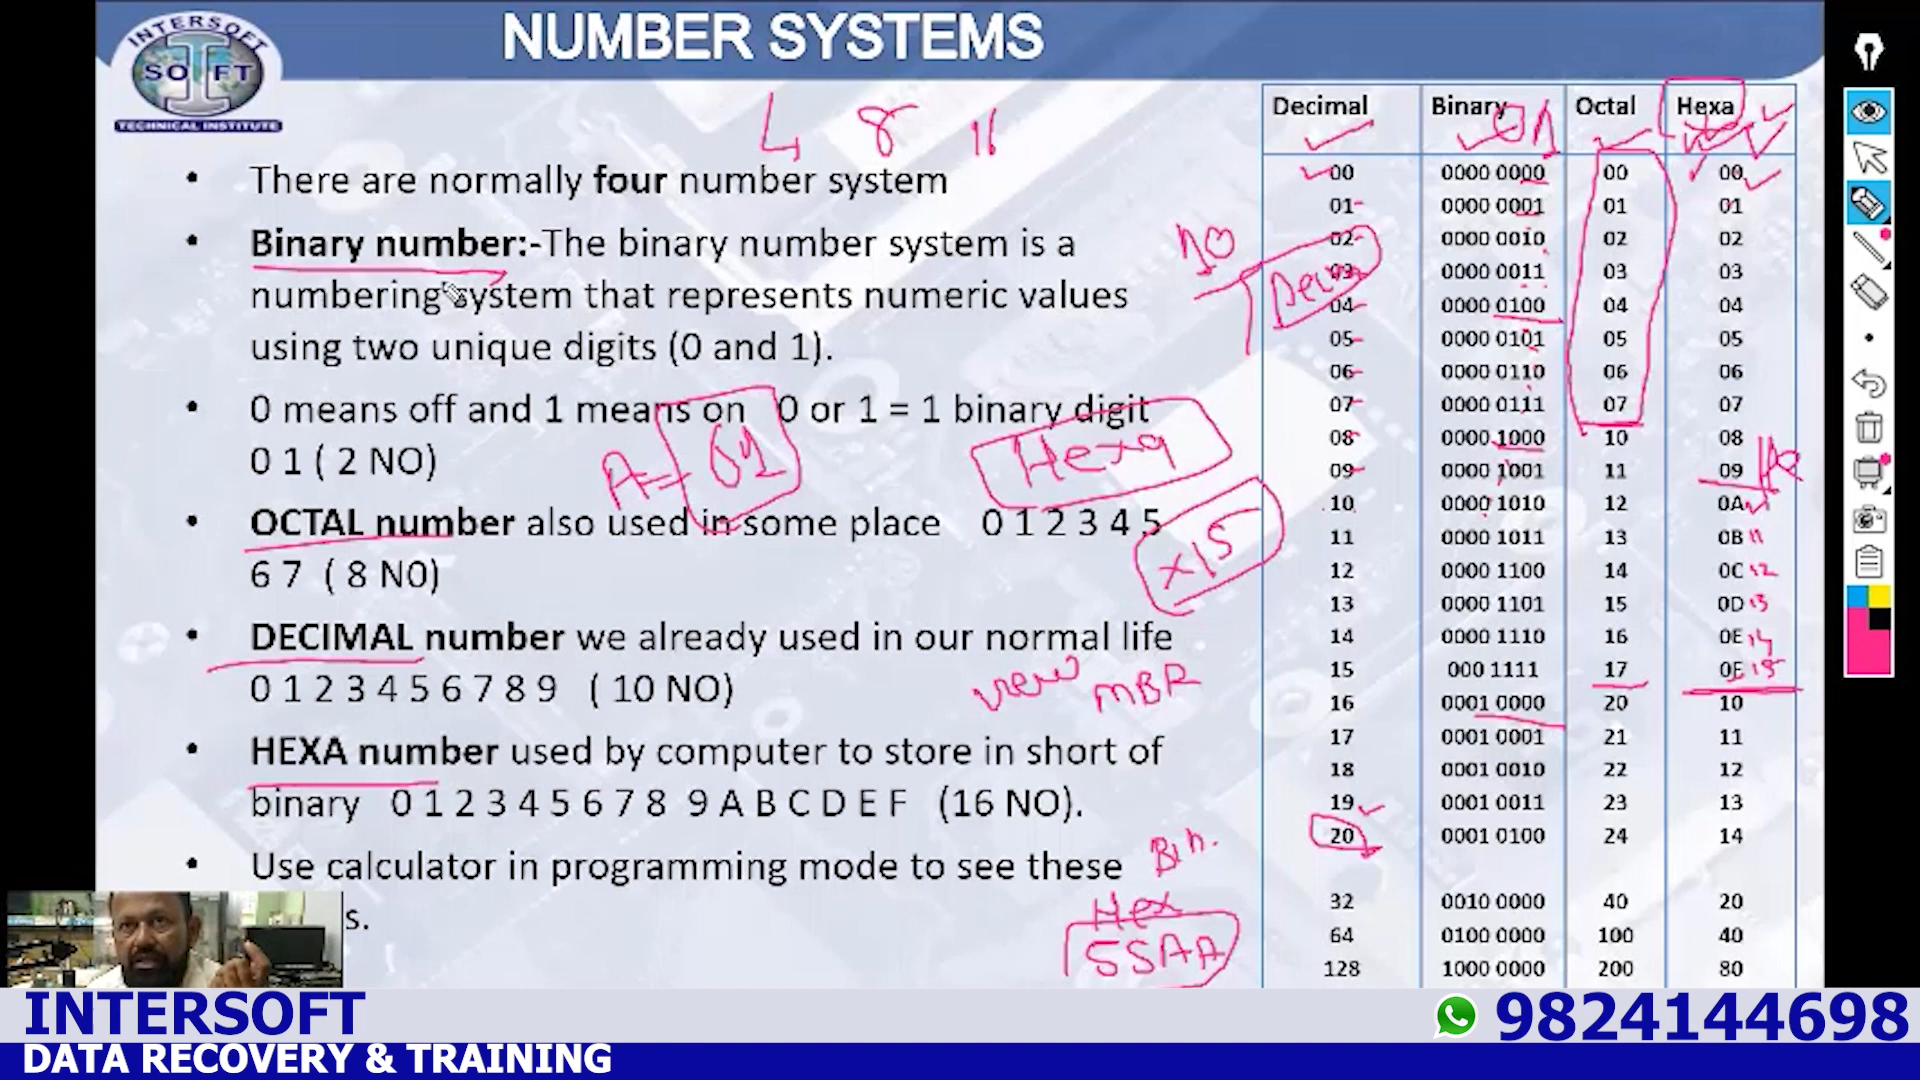 INTERSOFT
SOFT
TECHNICAL INSTITUTE
NUMBER SYSTEMS
4 8 16
• There are normally four number system
• Binary number:-The binary number system is a
numbering system that represents numeric values
using two unique digits (0 and 1).
• 0 means off and 1 means on 0 or 1 = 1 binary digit
0 1 ( 2 NO)
• OCTAL number also used in some place 0 1 2 3 4 5
6 7 ( 8 NO)
• DECIMAL number we already used in our normal life
0 1 2 3 4 5 6 7 8 9 ( 10 NO)
• HEXA number used by computer to store in short of
binary 0 1 2 3 4 5 6 7 8 9 A B C D E F (16 NO).
• Use calculator in programming mode to see these
s.
10
Hexa
x15
view MBR
Bin.
Hex
55AA
Decimal Binary Octal Hexa
00 0000 0000 00 00
01 0000 0001 01 01
02 0000 0010 02 02
03 0000 0011 03 03
04 0000 0100 04 04
05 0000 0101 05 05
06 0000 0110 06 06
07 0000 0111 07 07
08 0000 1000 10 08
09 0000 1001 11 09
10 0000 1010 12 0A
11 0000 1011 13 0B 11
12 0000 1100 14 0C 12
13 0000 1101 15 0D 13
14 0000 1110 16 0E 14
15 000 1111 17 0F 15
16 0001 0000 20 10
17 0001 0001 21 11
18 0001 0010 22 12
19 0001 0011 23 13
20 0001 0100 24 14
32 0010 0000 40 20
64 0100 0000 100 40
128 1000 0000 200 80
INTERSOFT
DATA RECOVERY & TRAINING
9824144698